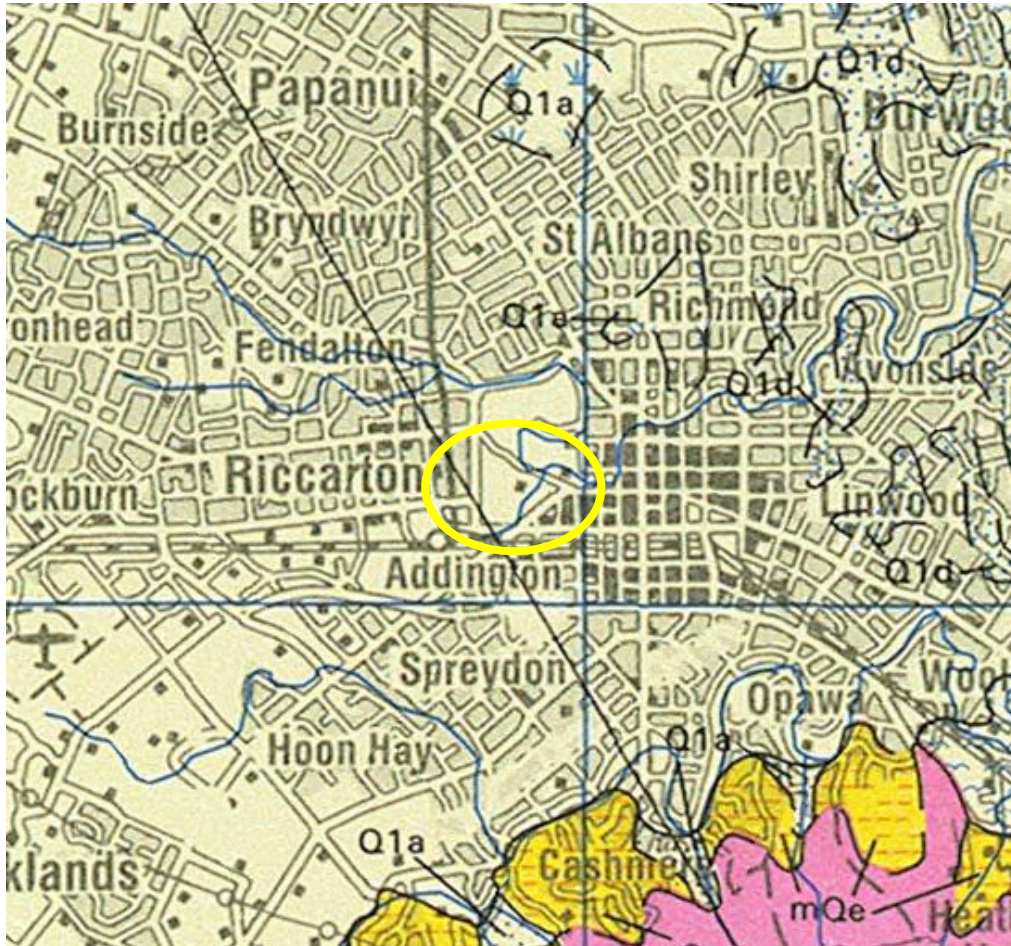 Papanui
Q1a
Q1d
Burwoo
Burnside
Shirley
Bryndwyr
St Albans
Q1a
Richmond
onhead
Fendalton
Q1d
Avonside
Riccarton
ockburn
Linwood
Addington
Q1d
Spreydon
Wool
Opawa
Q1a
Hoon Hay
Q1a
klands
Cashmere
mQe
Heat